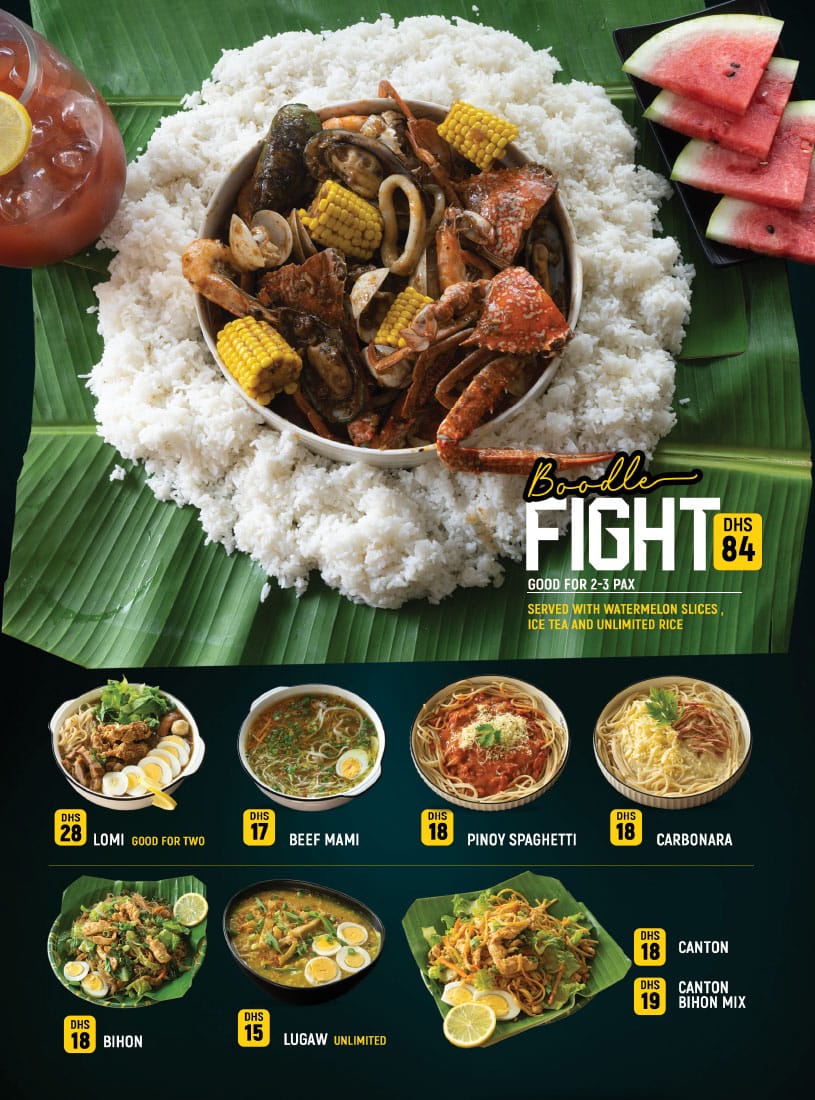 Boodle
FIGHT
DHS
84
GOOD FOR 2-3 PAX
SERVED WITH WATERMELON SLICES ,
ICE TEA AND UNLIMITED RICE
DHS
28
LOMI GOOD FOR TWO
DHS
17
BEEF MAMI
DHS
18
PINOY SPAGHETTI
DHS
18
CARBONARA
DHS
18
BIHON
DHS
15
LUGAW UNLIMITED
DHS
18
CANTON
DHS
19
CANTON
BIHON MIX